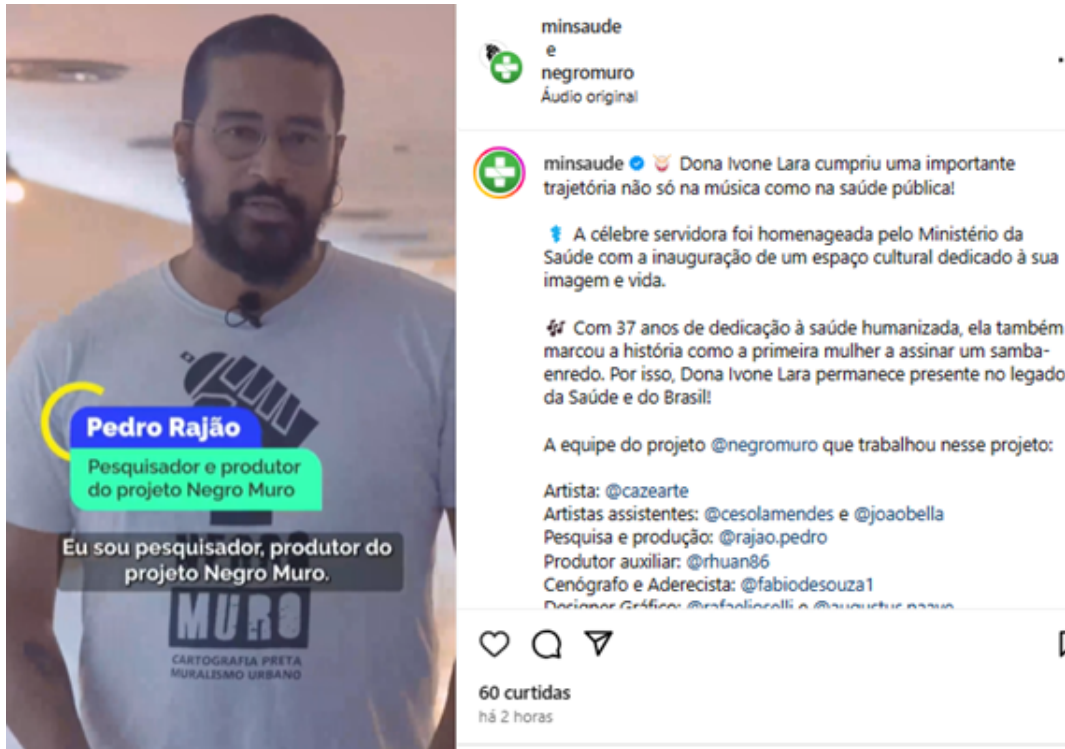 Pedro Rajão
Pesquisador e produtor
do projeto Negro Muro
Eu sou pesquisador, produtor do
projeto Negro Muro.
MURO
CARTOGRAFIA PRETA
MURALISMO URBANO
minsaude
e
negromuro
Áudio original
minsaude Dona Ivone Lara cumpriu uma importante
trajetória não só na música como na saúde pública!
A célebre servidora foi homenageada pelo Ministério da
Saúde com a inauguração de um espaço cultural dedicado à sua
imagem e vida.
Com 37 anos de dedicação à saúde humanizada, ela também
marcou a história como a primeira mulher a assinar um samba-
enredo. Por isso, Dona Ivone Lara permanece presente no legado
da Saúde e do Brasil!
A equipe do projeto @negromuro que trabalhou nesse projeto:
Artista: @cazearte
Artistas assistentes: @cesolamendes e @joaobella
Pesquisa e produção: @rajao.pedro
Produtor auxiliar: @rhuan86
Cenógrafo e Aderecista: @fabiodesouza1
Designer Gráfico:
60 curtidas
há 2 horas